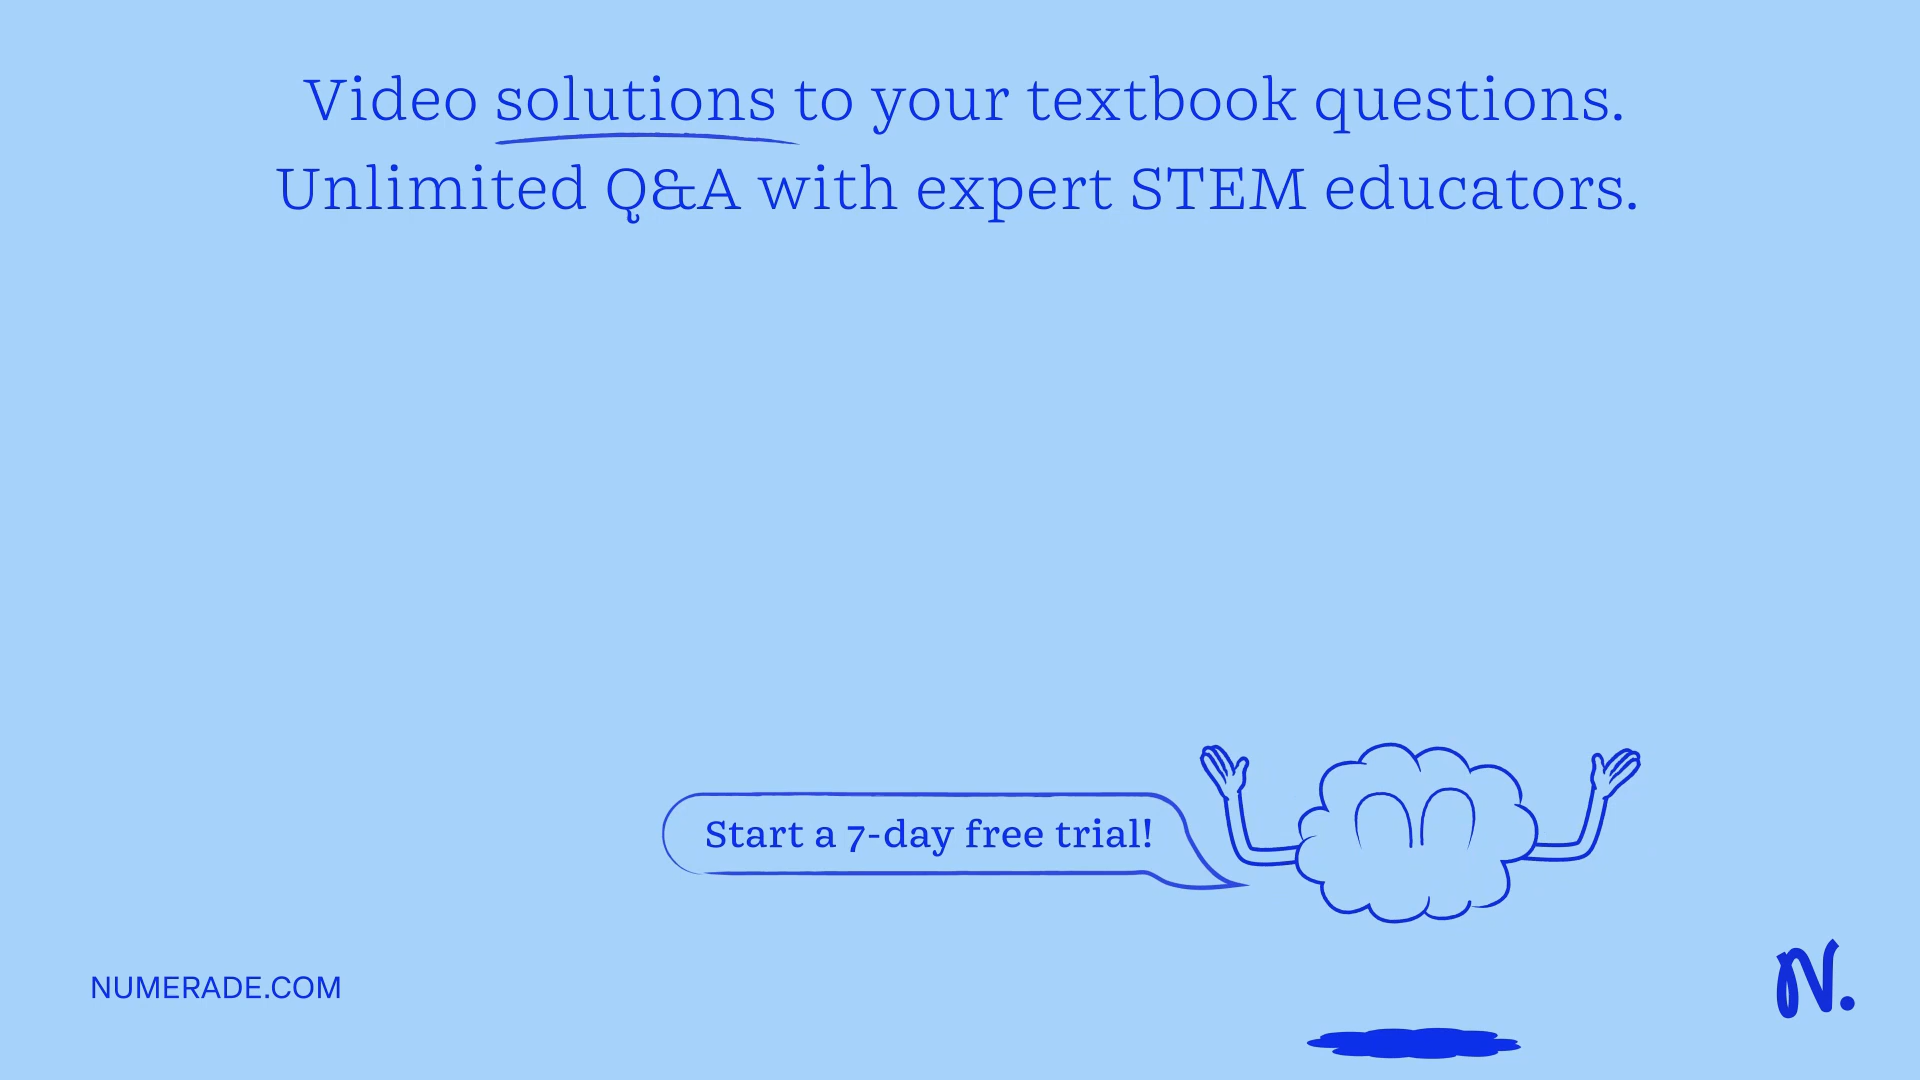 Video solutions to your textbook questions.
Unlimited Q&A with expert STEM educators.
Start a 7-day free trial!
NUMERADE.COM
N.